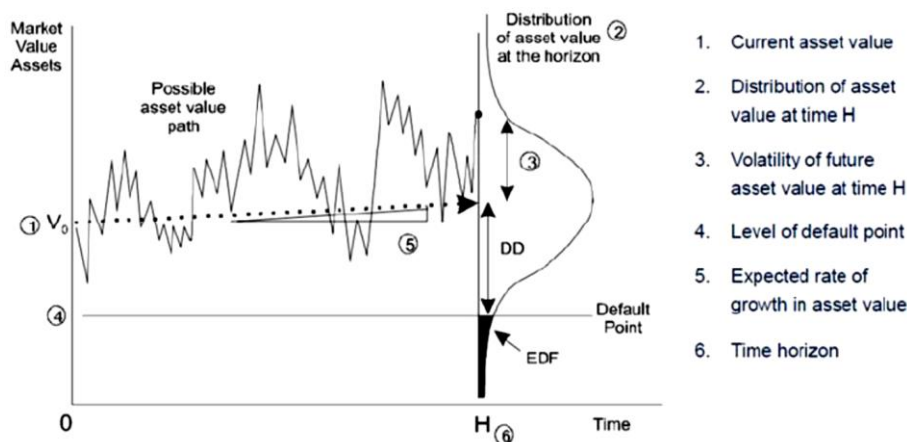 Market
Value
Assets
Possible
asset value
path
Distribution
of asset value ②
at the horizon
③
① V₀
⑤
DD
④
Default
Point
EDF
0
H ⑥
Time
1. Current asset value
2. Distribution of asset
value at time H
3. Volatility of future
asset value at time H
4. Level of default point
5. Expected rate of
growth in asset value
6. Time horizon